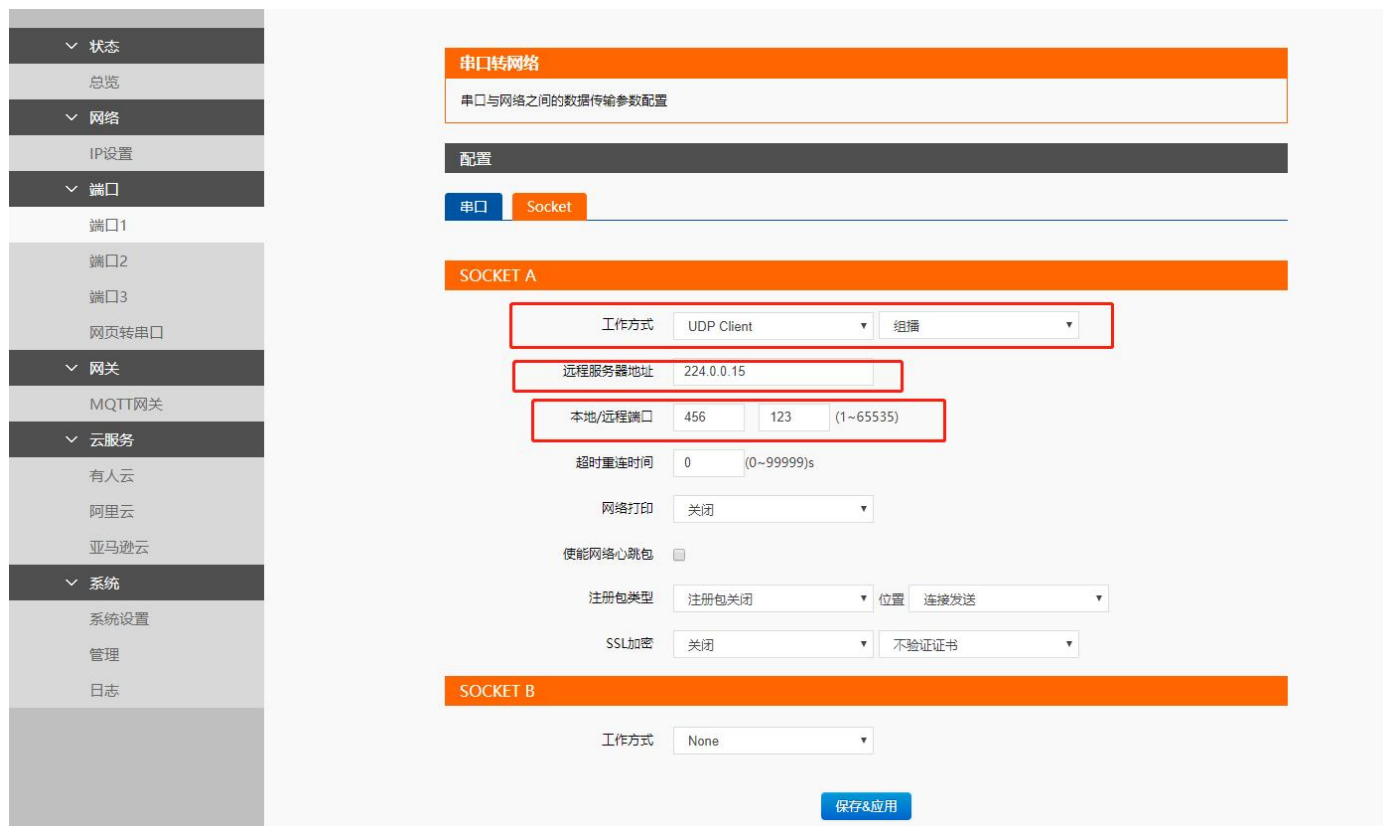 状态
总览
网络
IP设置
端口
端口1
端口2
端口3
网页转串口
网关
MQTT网关
云服务
有人云
阿里云
亚马逊云
系统
系统设置
管理
日志
串口转网络
串口与网络之间的数据传输参数配置
配置
串口 Socket
SOCKET A
工作方式 UDP Client 组播
远程服务器地址 224.0.0.15
本地/远程端口 456 123 (1~65535)
超时重连时间 0 (0~99999)s
网络打印 关闭
使能网络心跳包
注册包类型 注册包关闭 位置 连接发送
SSL加密 关闭 不验证证书
SOCKET B
工作方式 None
保存&应用